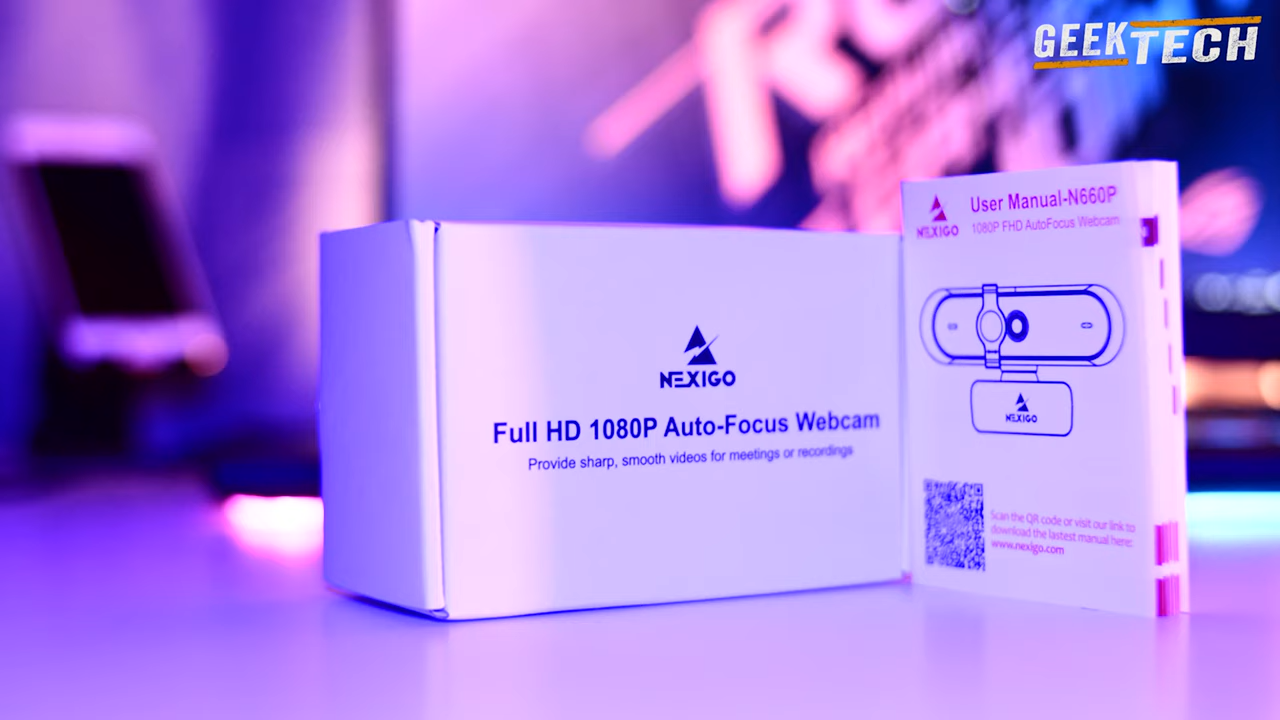 GEEKTECH
NEXIGO
Full HD 1080P Auto-Focus Webcam
Provide sharp, smooth videos for meetings or recordings
NEXIGO
User Manual-N660P
1080P FHD AutoFocus Webcam
NEXIGO
Scan the QR code or visit our link to
download the lastest manual here:
www.nexigo.com